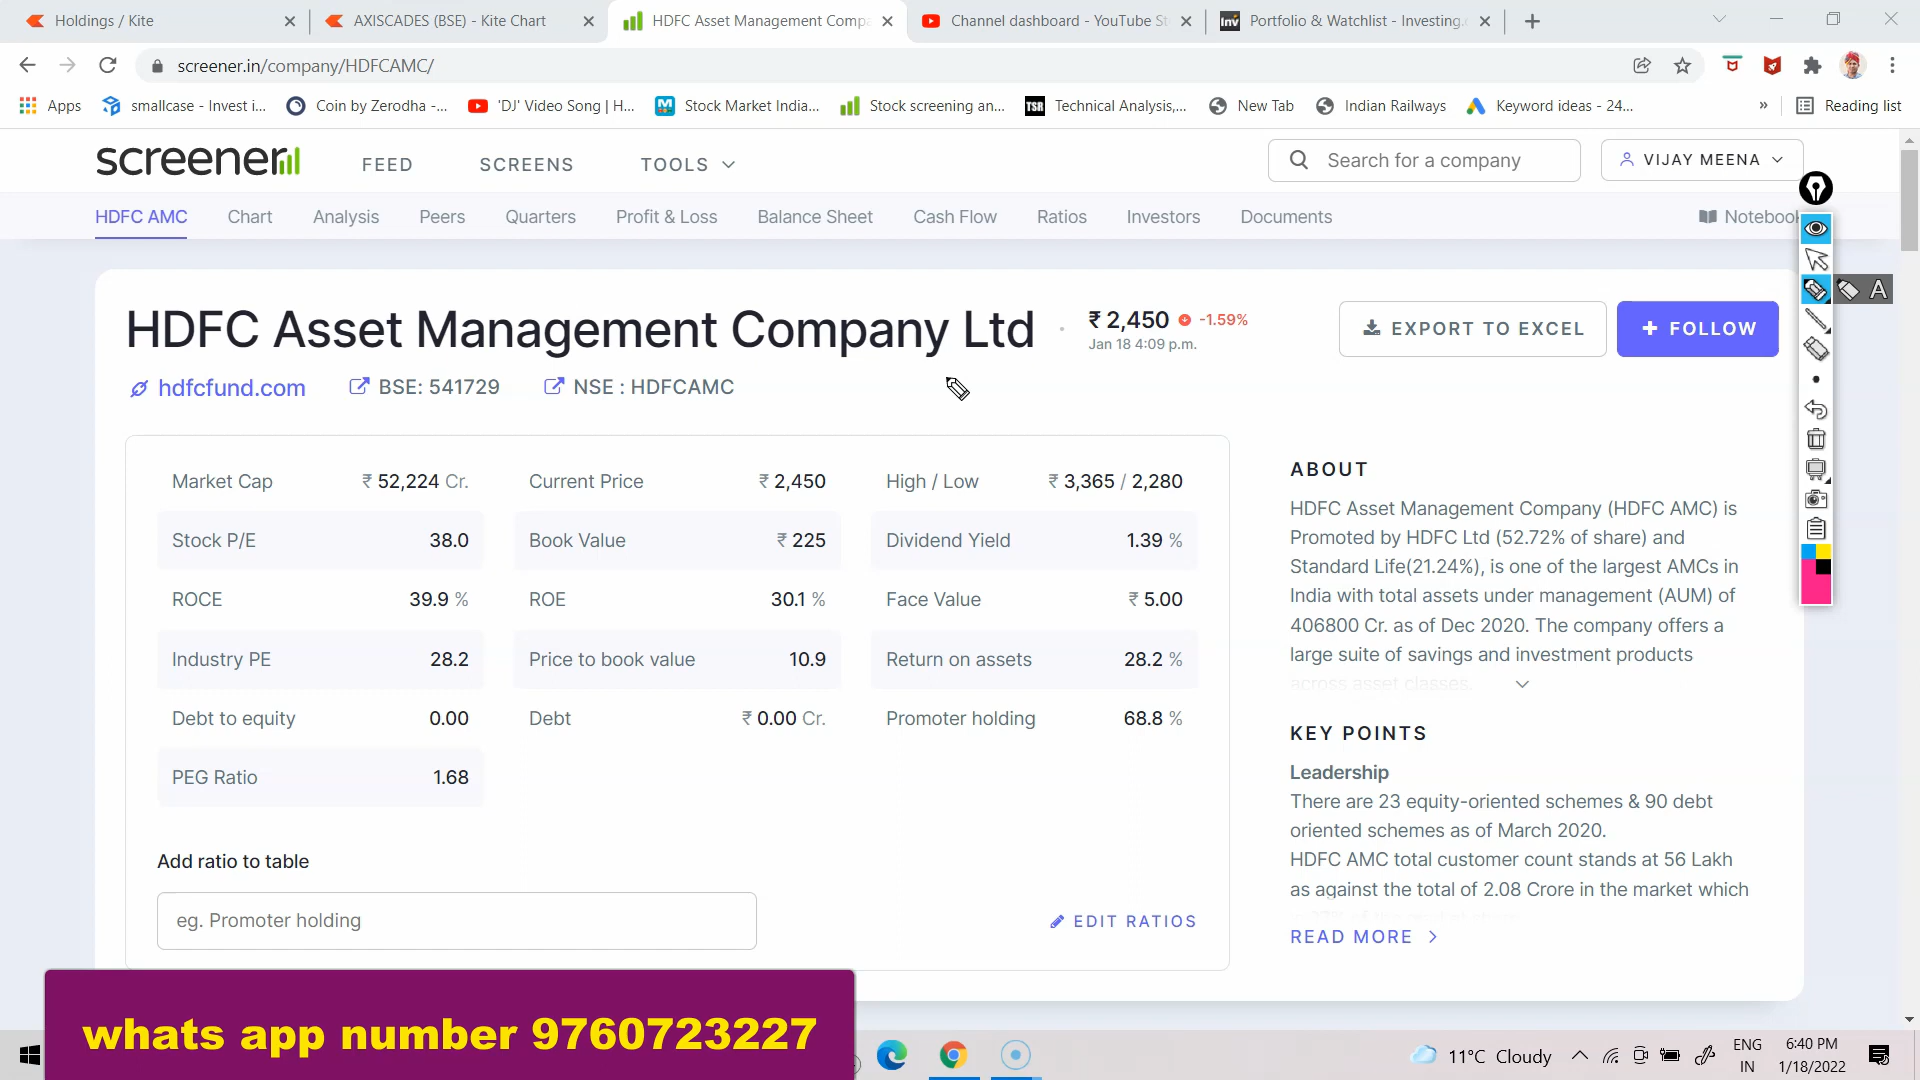 Holdings / Kite
AXISCADES (BSE) - Kite Chart
HDFC Asset Management Comp
Channel dashboard - YouTube St
Portfolio & Watchlist - Investing.
screener.in/company/HDFCAMC/
Apps
smallcase - Invest i...
Coin by Zerodha -...
'DJ' Video Song | H...
Stock Market India...
Stock screening an...
TSR
Technical Analysis,...
New Tab
Indian Railways
Keyword ideas - 24...
»
Reading list
screener
FEED
SCREENS
TOOLS
Search for a company
VIJAY MEENA
HDFC AMC
Chart
Analysis
Peers
Quarters
Profit & Loss
Balance Sheet
Cash Flow
Ratios
Investors
Documents
Notebook
A
HDFC Asset Management Company Ltd
₹ 2,450 -1.59%
Jan 18 4:09 p.m.
EXPORT TO EXCEL
+ FOLLOW
hdfcfund.com
BSE: 541729
NSE : HDFCAMC
Market Cap ₹ 52,224 Cr.
Current Price ₹ 2,450
High / Low ₹ 3,365 / 2,280
Stock P/E 38.0
Book Value ₹ 225
Dividend Yield 1.39 %
ROCE 39.9 %
ROE 30.1 %
Face Value ₹ 5.00
Industry PE 28.2
Price to book value 10.9
Return on assets 28.2 %
Debt to equity 0.00
Debt ₹ 0.00 Cr.
Promoter holding 68.8 %
PEG Ratio 1.68
Add ratio to table
eg. Promoter holding
EDIT RATIOS
ABOUT
HDFC Asset Management Company (HDFC AMC) is
Promoted by HDFC Ltd (52.72% of share) and
Standard Life(21.24%), is one of the largest AMCs in
India with total assets under management (AUM) of
406800 Cr. as of Dec 2020. The company offers a
large suite of savings and investment products
across asset classes.
KEY POINTS
Leadership
There are 23 equity-oriented schemes & 90 debt
oriented schemes as of March 2020.
HDFC AMC total customer count stands at 56 Lakh
as against the total of 2.08 Crore in the market which
READ MORE
whats app number 9760723227
11°C Cloudy
ENG
IN
6:40 PM
1/18/2022